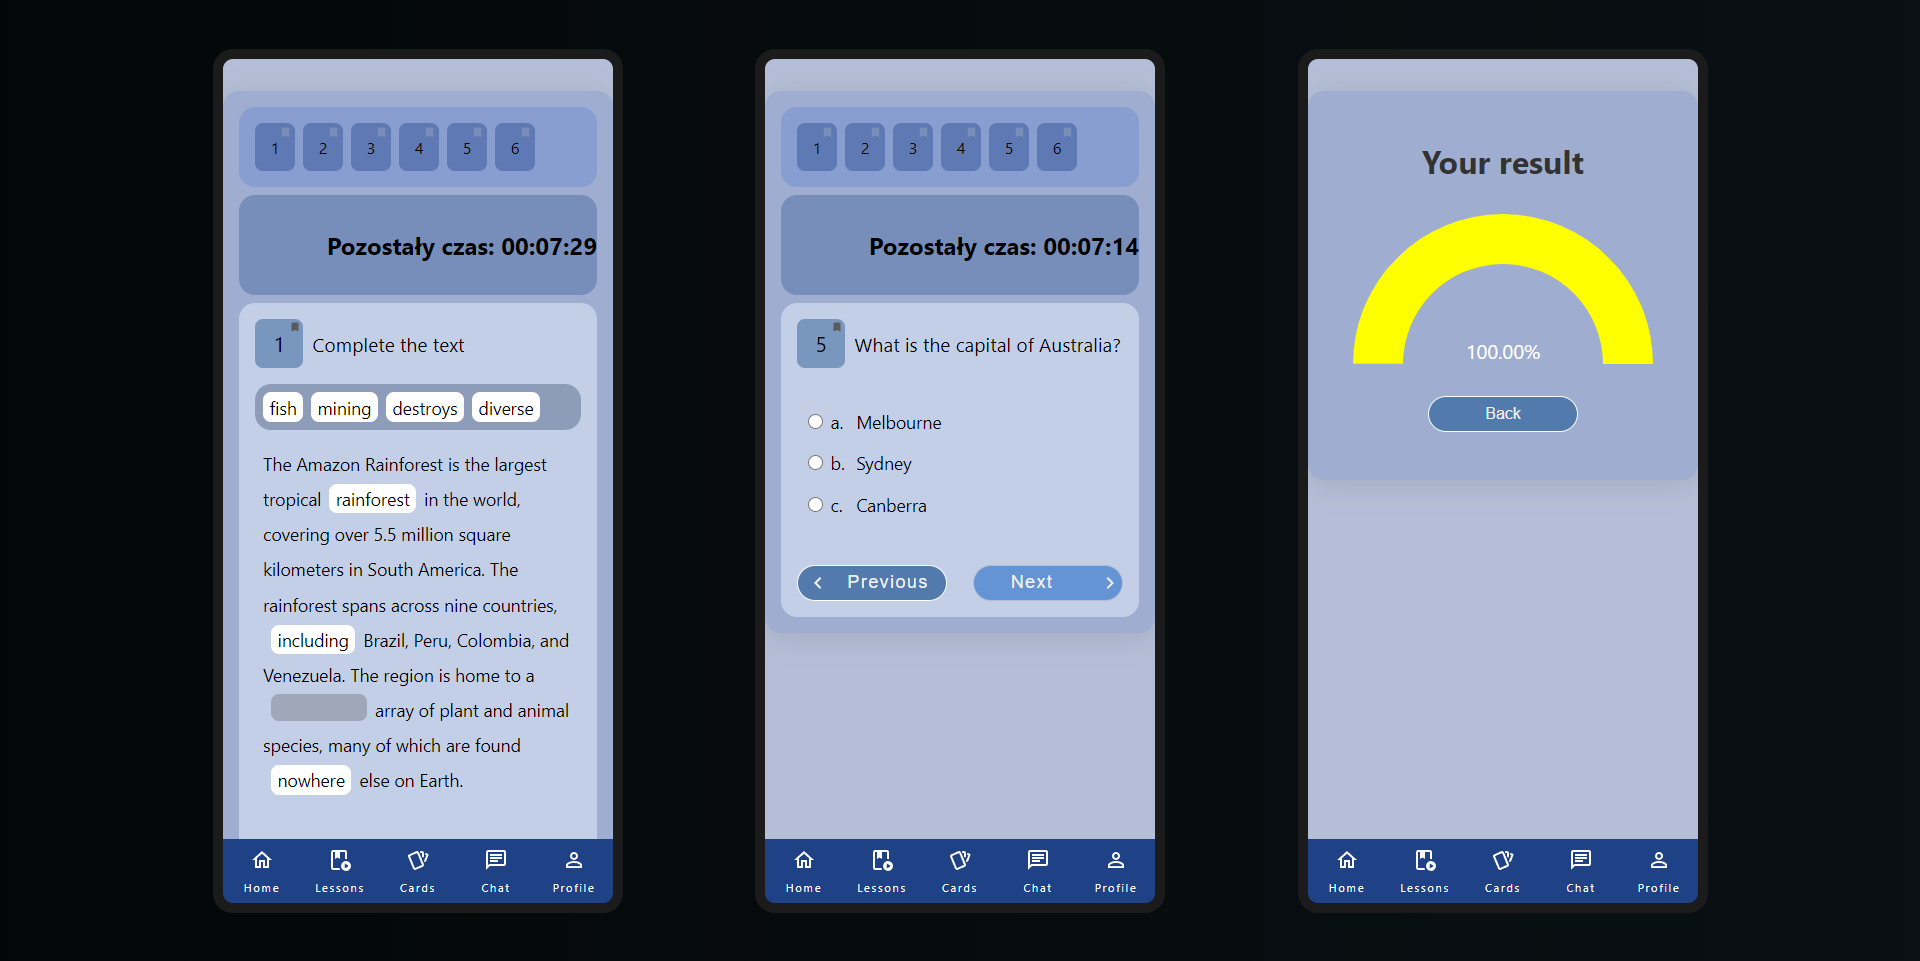 1 2 3 4 5 6
Pozostały czas: 00:07:29
1 Complete the text
fish mining destroys diverse
The Amazon Rainforest is the largest
tropical rainforest in the world,
covering over 5.5 million square
kilometers in South America. The
rainforest spans across nine countries,
including Brazil, Peru, Colombia, and
Venezuela. The region is home to a
array of plant and animal
species, many of which are found
nowhere else on Earth.
Home Lessons Cards Chat Profile
1 2 3 4 5 6
Pozostały czas: 00:07:14
5 What is the capital of Australia?
a. Melbourne
b. Sydney
c. Canberra
Previous Next
Home Lessons Cards Chat Profile
Your result
100.00%
Back
Home Lessons Cards Chat Profile